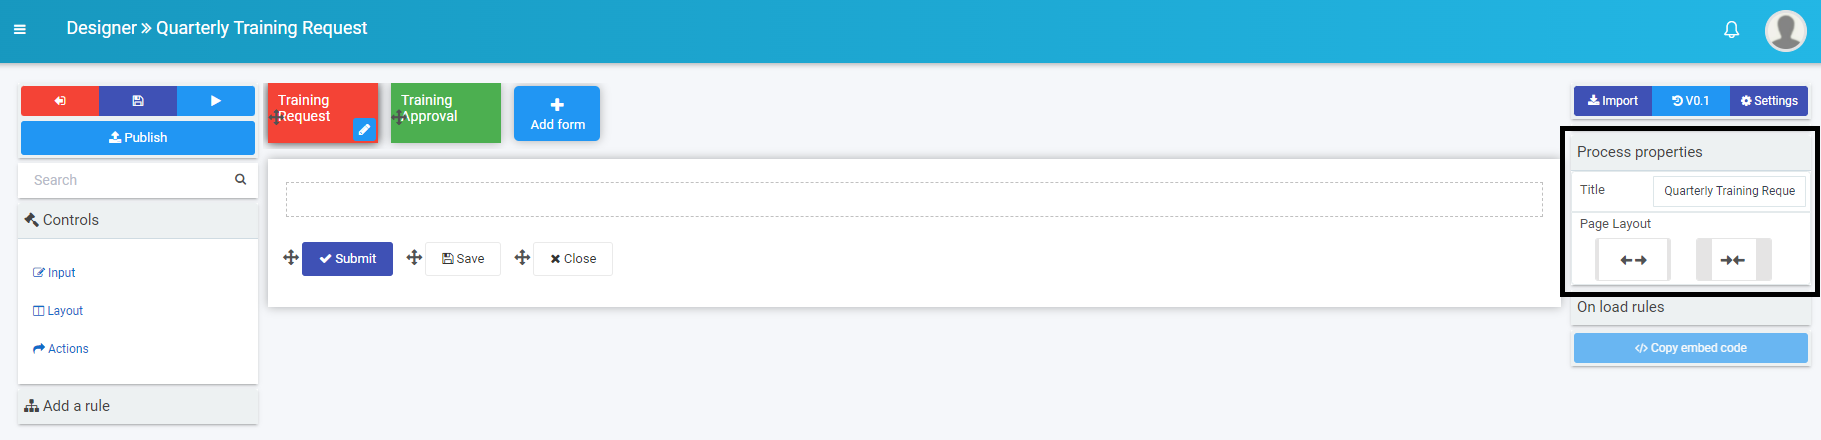 Designer » Quarterly Training Request
Training
Request
Training
Approval
Add form
Publish
Search
Controls
Input
Layout
Actions
Add a rule
Submit
Save
Close
Import
V0.1
Settings
Process properties
Title
Quarterly Training Reque
Page Layout
On load rules
</> Copy embed code